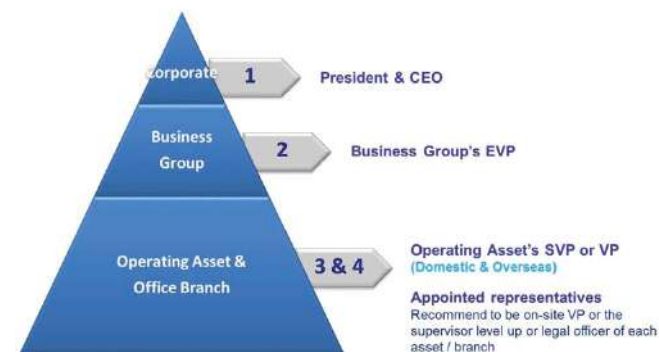 Corporate
1
President & CEO
Business
Group
2
Business Group's EVP
Operating Asset &
Office Branch
3 & 4
Operating Asset's SVP or VP
(Domestic & Overseas)
Appointed representatives
Recommend to be on-site VP or the
supervisor level up or legal officer of each
asset / branch